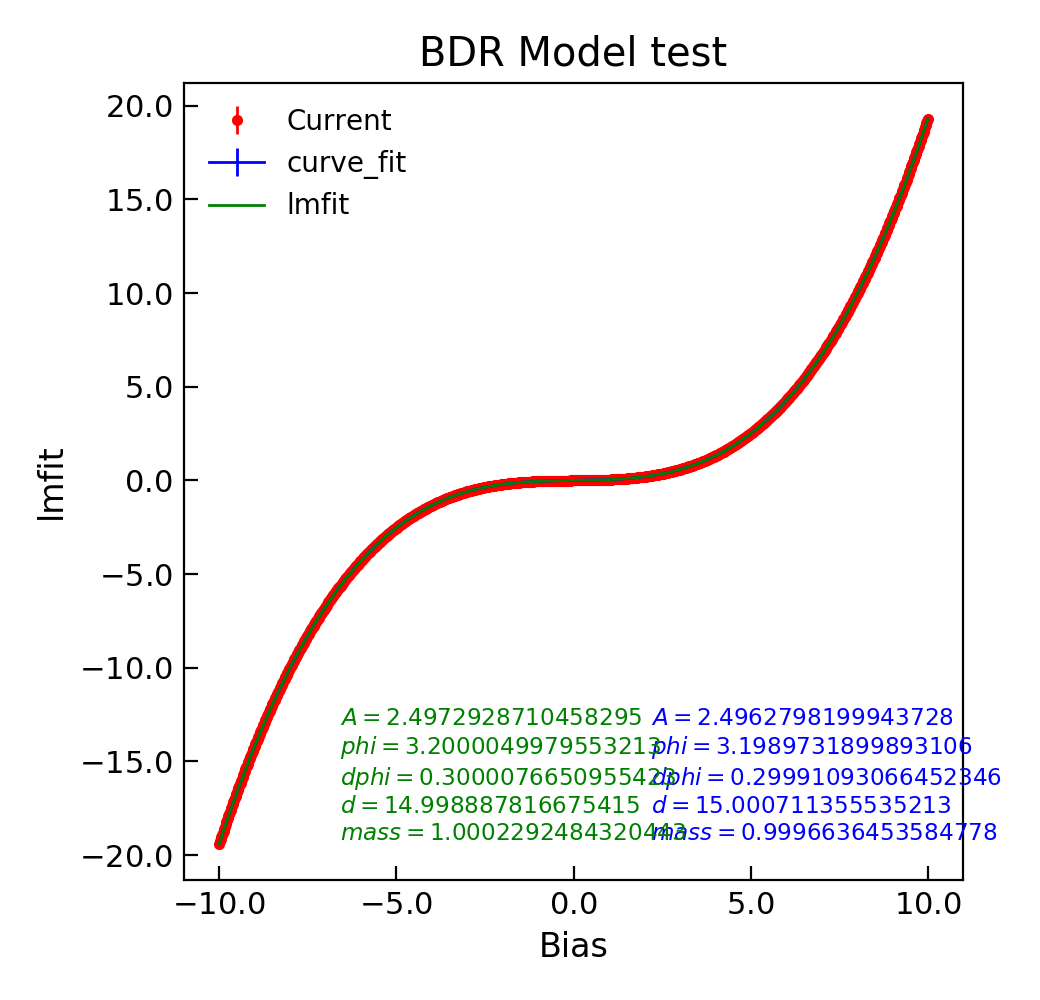 BDR Model test
Current
curve_fit
lmfit
20.0
15.0
10.0
5.0
0.0
−5.0
−10.0
−15.0
−20.0
lmfit
A = 2.4972928710458295 A = 2.4962798199943728
phi = 3.2000049979553213 phi = 3.1989731899893106
dphi = 0.3000076650955423 dphi = 0.29991093066452346
d = 14.998887816675415 d = 15.000711355535213
mass = 1.0002292484320443 mass = 0.9996636453584778
−10.0 −5.0 0.0 5.0 10.0
Bias